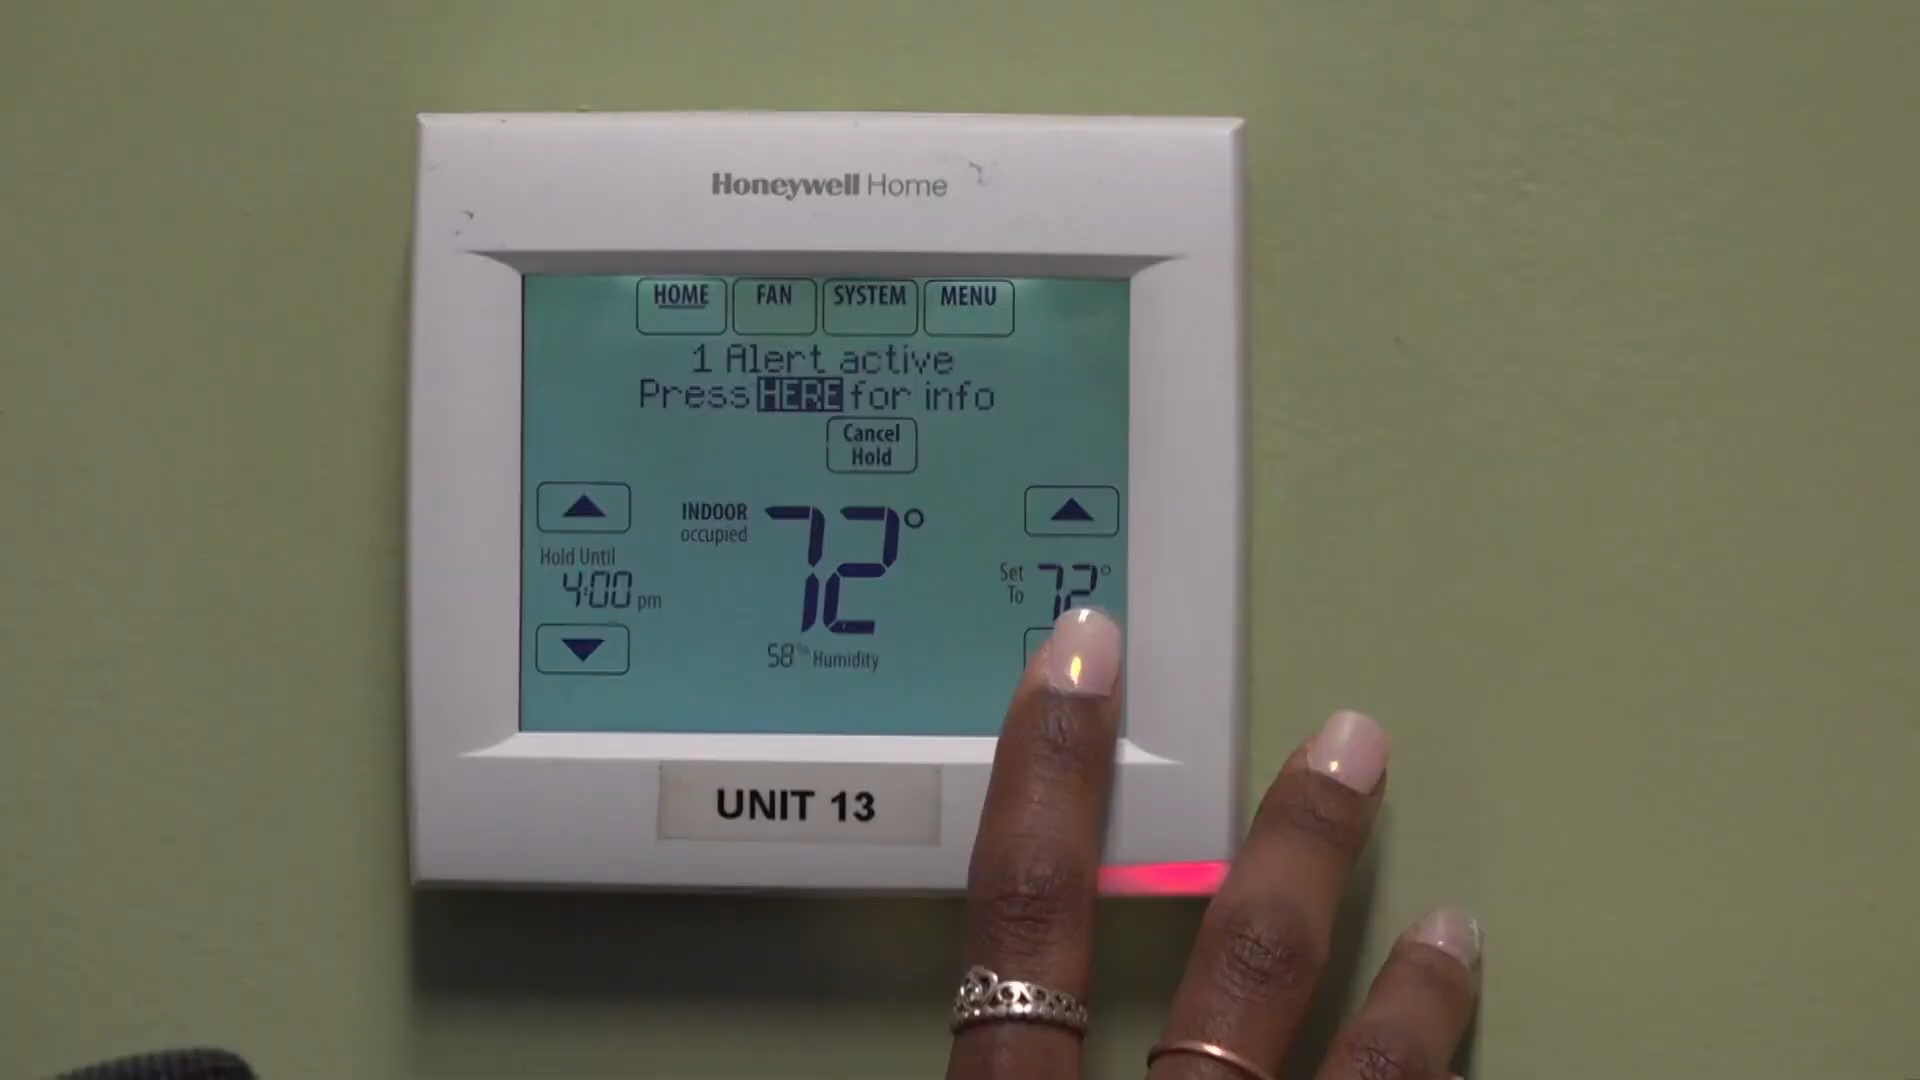 Honeywell Home
HOME FAN SYSTEM MENU
1 Alert active
Press HERE for info
Cancel
Hold
INDOOR
occupied
72°
Hold Until
4:00 pm
Set
To
72°
58% Humidity
UNIT 13